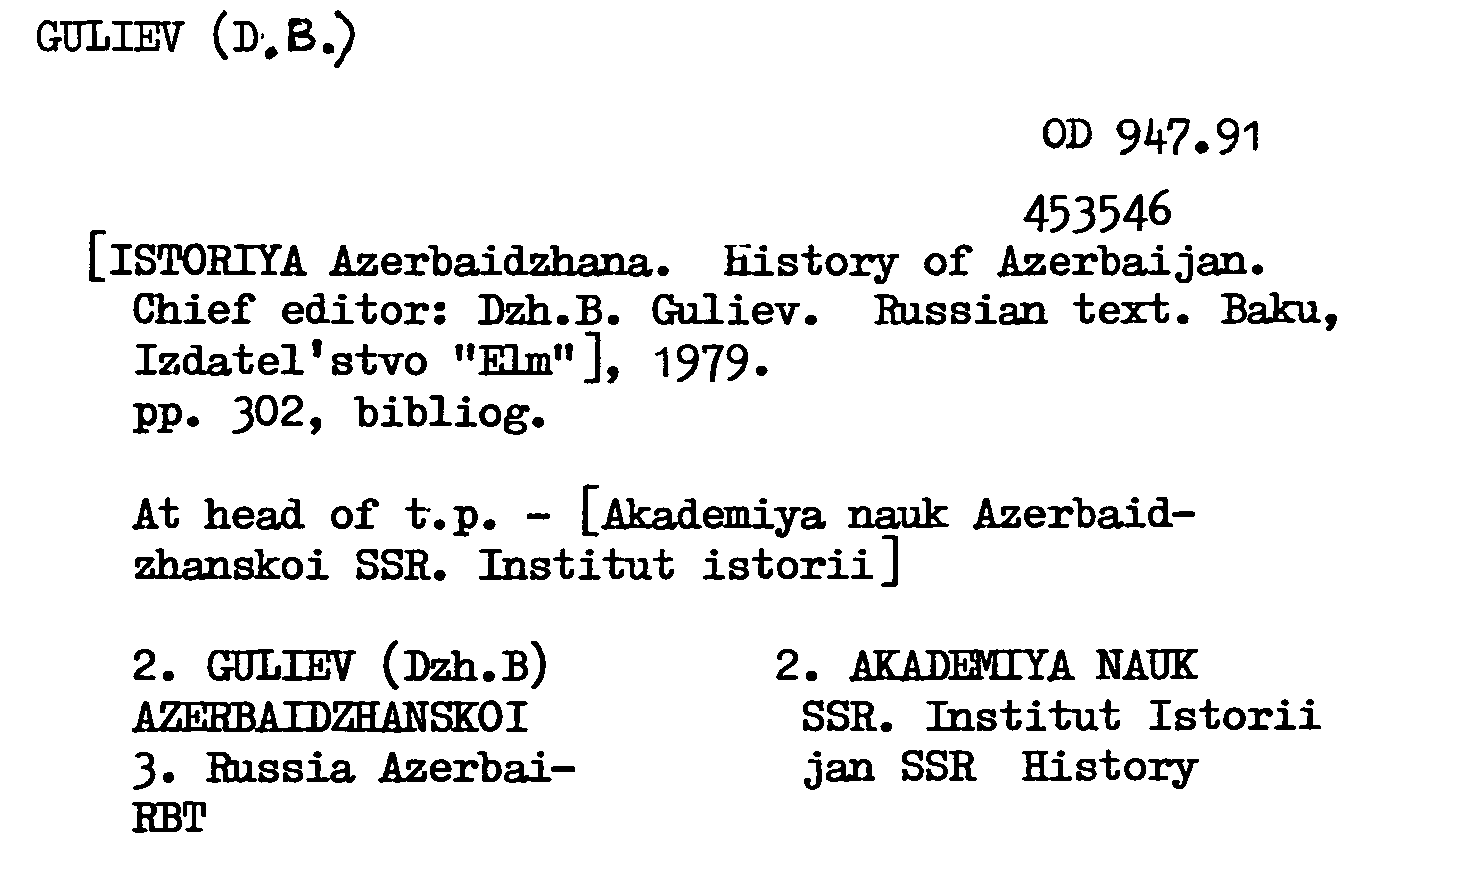 GULIEV (D.B.)
OD 947.91
453546
[ISTORIYA Azerbaidzhana. History of Azerbaijan.
Chief editor: Dzh.B. Guliev. Russian text. Baku,
Izdatel'stvo "Elm"], 1979.
pp. 302, bibliog.
At head of t.p. - [Akademiya nauk Azerbaid-
zhanskoi SSR. Institut istorii]
2. GULIEV (Dzh.B) 2. AKADEMIYA NAUK
AZERBAIDZHANSKOI SSR. Institut Istorii
3. Russia Azerbai- jan SSR History
RBT